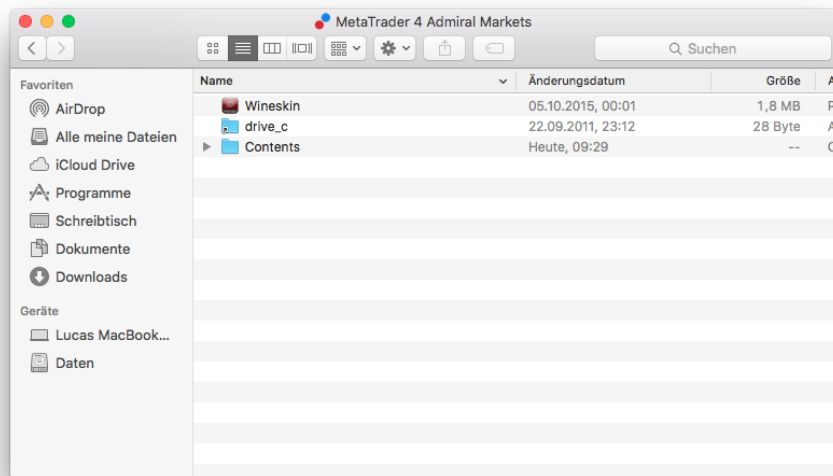 MetaTrader 4 Admiral Markets
Suchen
Favoriten
AirDrop
Alle meine Dateien
iCloud Drive
Programme
Schreibtisch
Dokumente
Downloads
Geräte
Lucas MacBook...
Daten
Name Änderungsdatum Größe
Wineskin 05.10.2015, 00:01 1,8 MB
drive_c 22.09.2011, 23:12 28 Byte
Contents Heute, 09:29 --